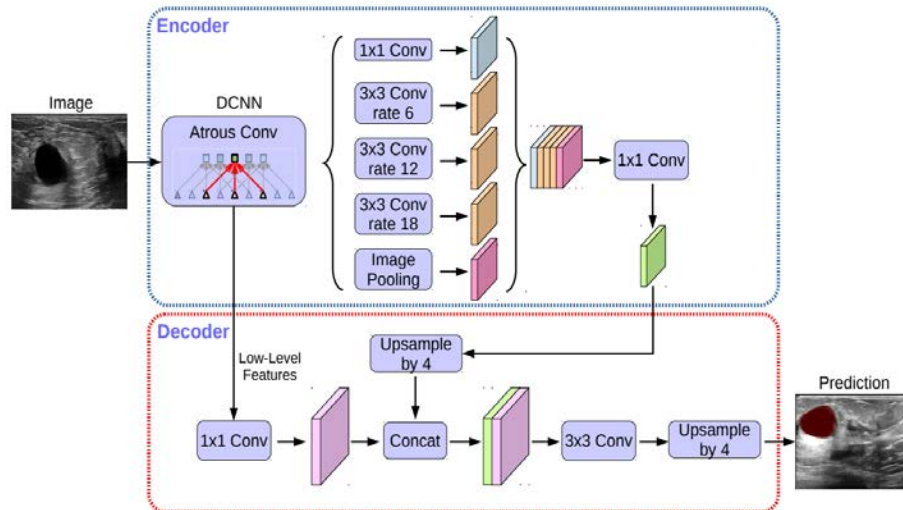 Encoder
Image
DCNN
Atrous Conv
1x1 Conv
3x3 Conv
rate 6
3x3 Conv
rate 12
3x3 Conv
rate 18
Image
Pooling
1x1 Conv
Decoder
Low-Level
Features
Upsample
by 4
1x1 Conv
Concat
3x3 Conv
Upsample
by 4
Prediction